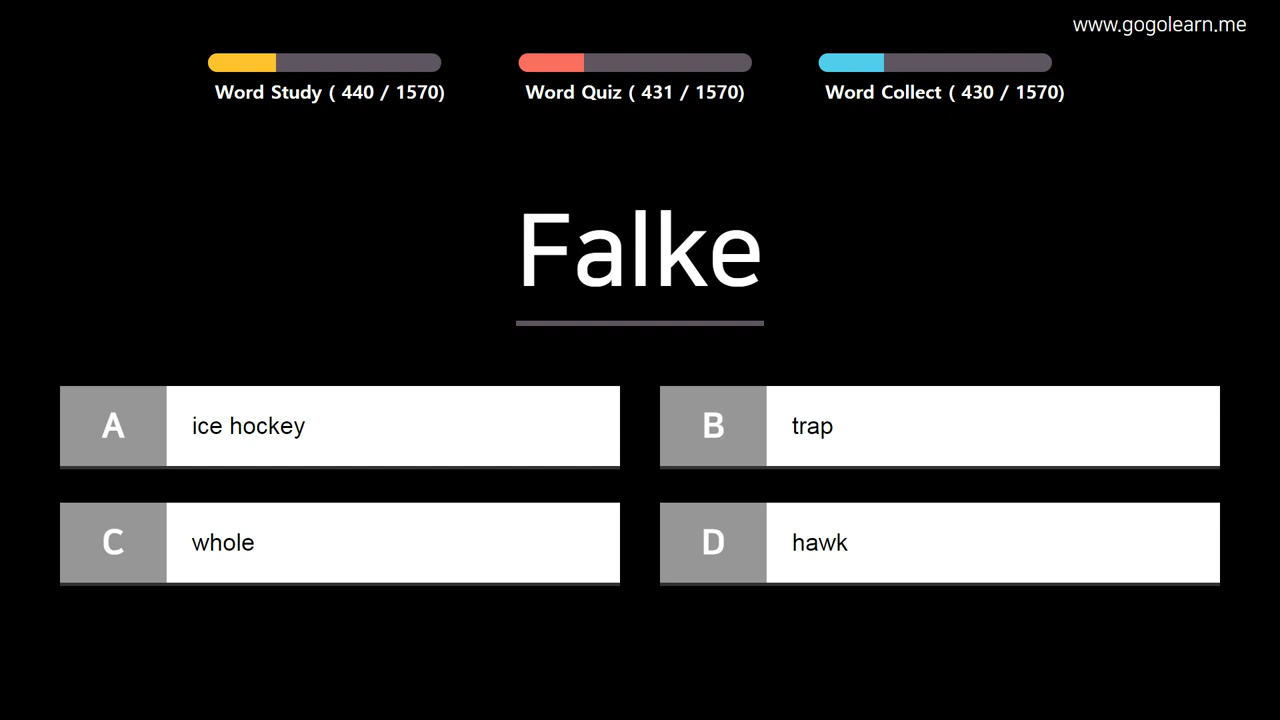 www.gogolearn.me
Word Study ( 440 / 1570)
Word Quiz ( 431 / 1570)
Word Collect ( 430 / 1570)
Falke
A ice hockey
B trap
C whole
D hawk